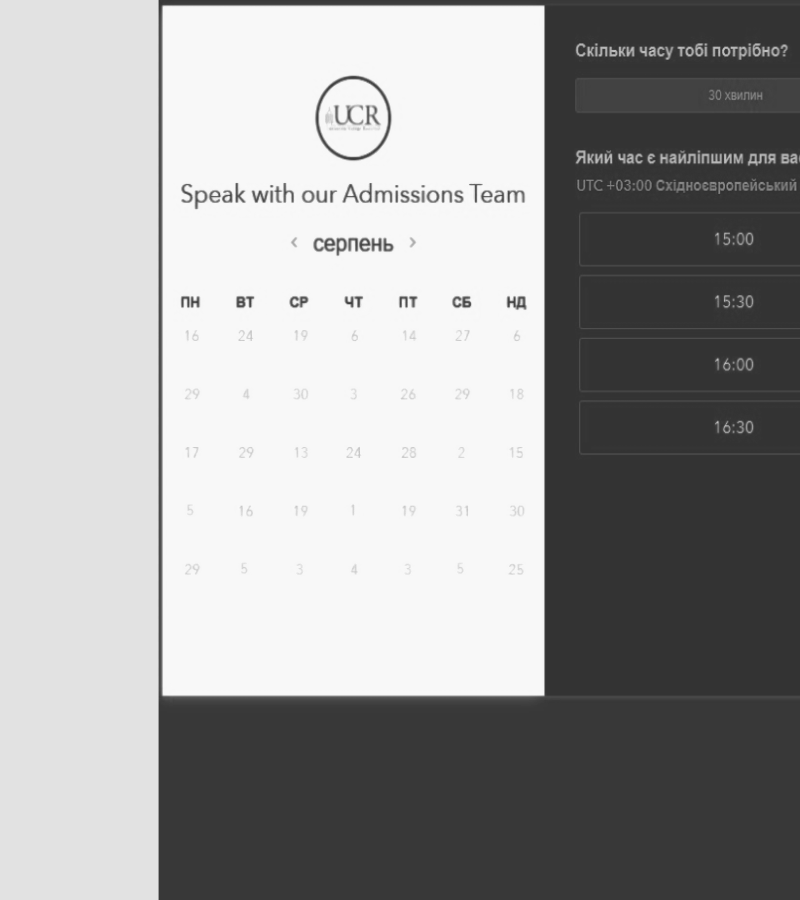 UCR
Speak with our Admissions Team
‹ серпень ›
ПН ВТ СР ЧТ ПТ СБ НД
16 24 19 6 14 27 6
29 4 30 3 26 29 18
17 29 13 24 28 2 15
5 16 19 1 19 31 30
29 5 3 4 3 5 25
Скільки часу тобі потрібно?
30 хвилин
Який час є найліпшим для ва
UTC +03:00 Східноєвропейський
15:00
15:30
16:00
16:30